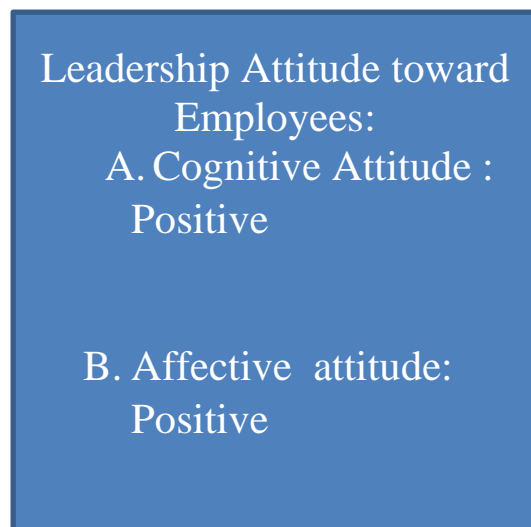 Leadership Attitude toward
Employees:
A. Cognitive Attitude :
Positive
B. Affective attitude:
Positive